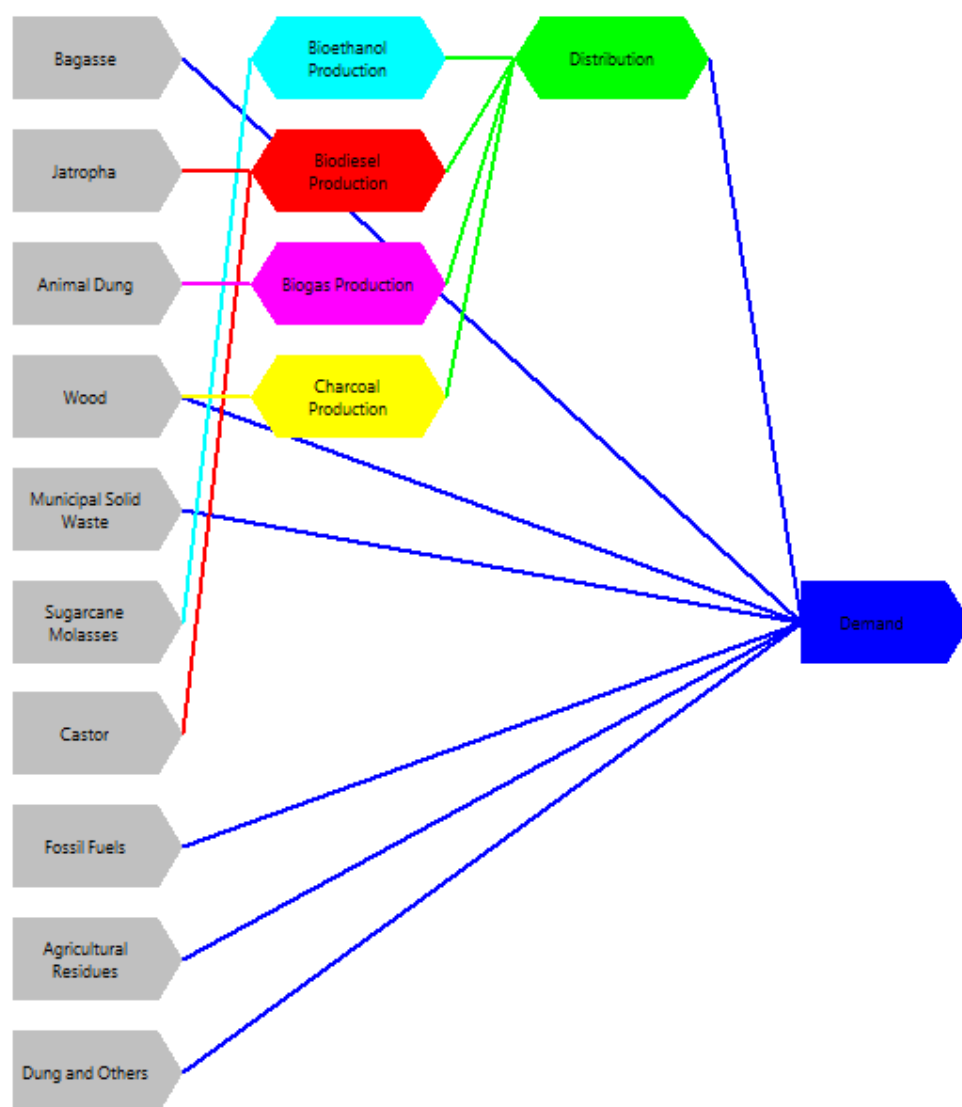 Bagasse
Bioethanol
Production
Distribution
Jatropha
Biodiesel
Production
Animal Dung
Biogas Production
Wood
Charcoal
Production
Municipal Solid
Waste
Sugarcane
Molasses
Demand
Castor
Fossil Fuels
Agricultural
Residues
Dung and Others